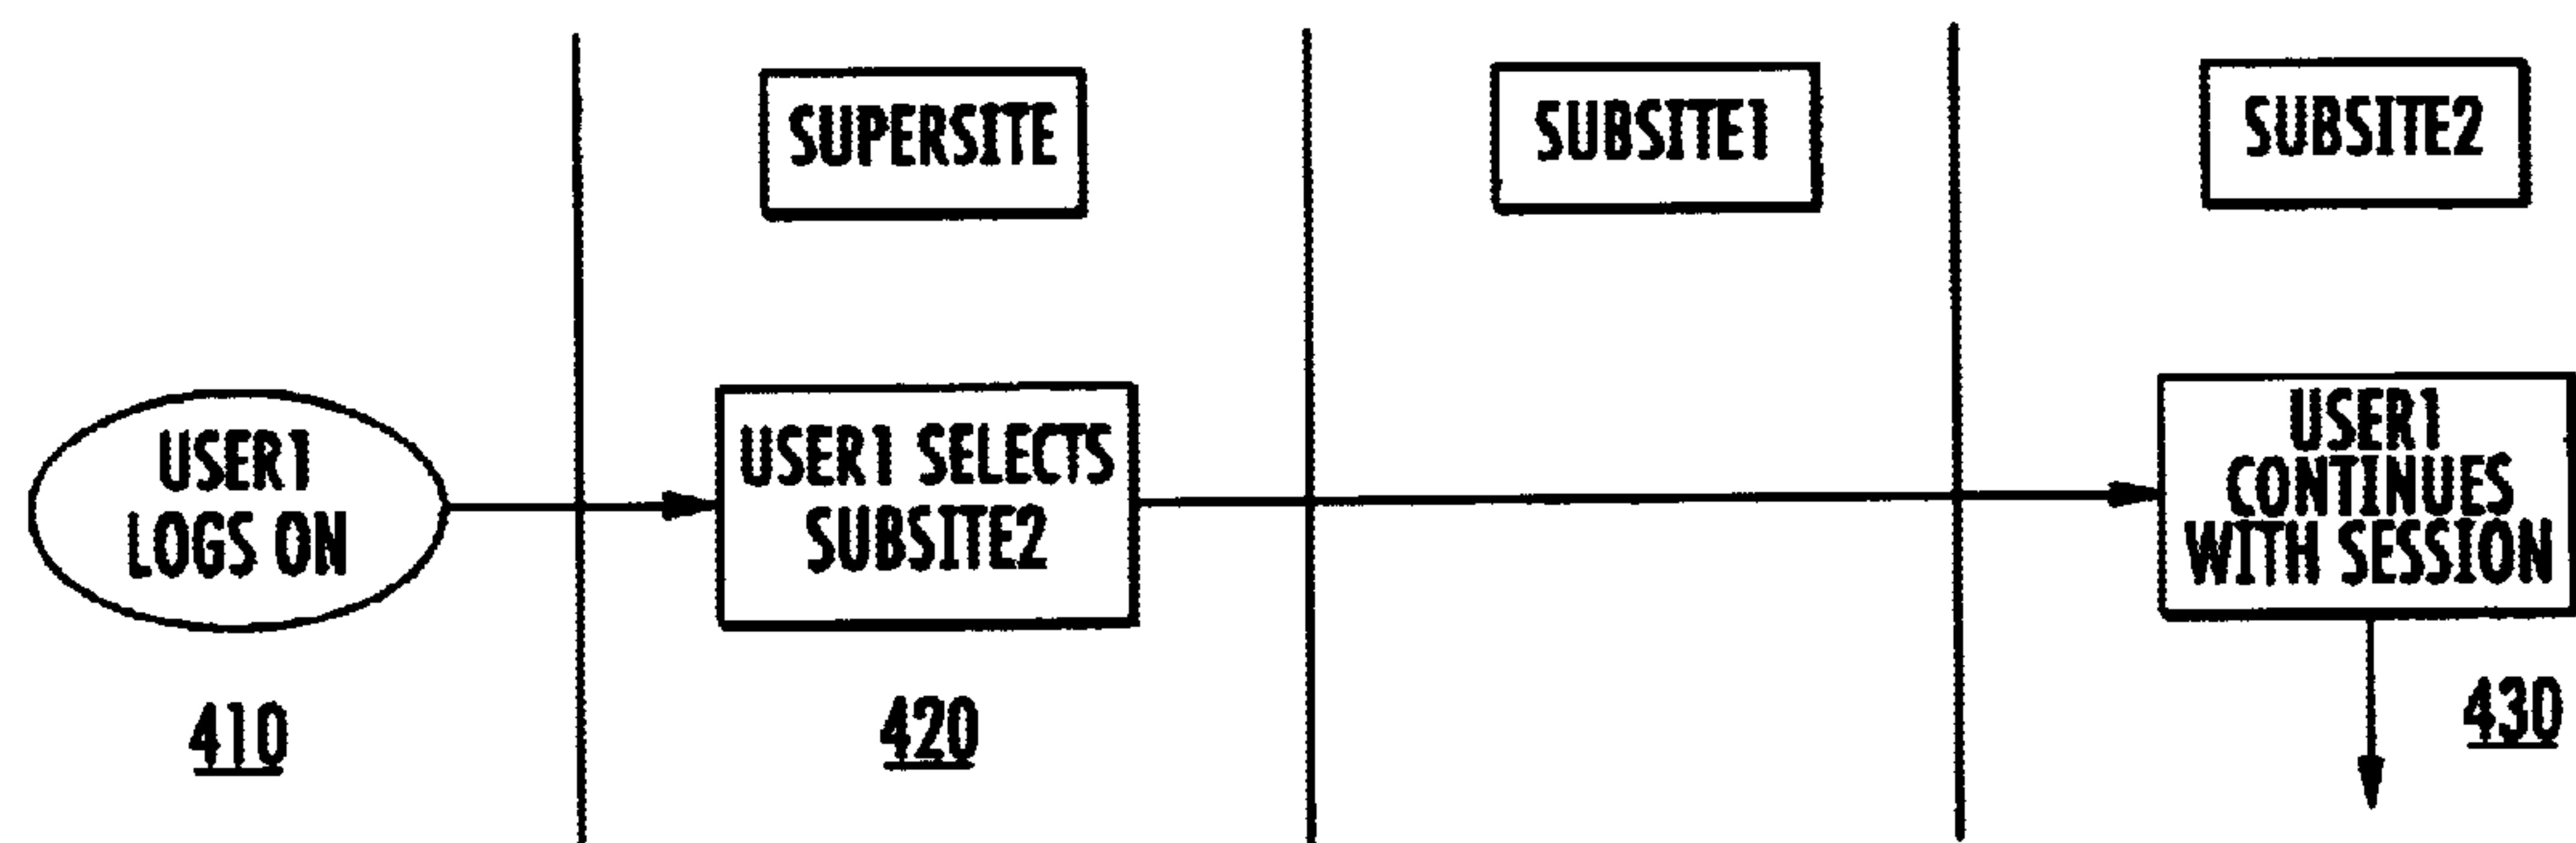 SUPERSITE
SUBSITE1
SUBSITE2
USER1
LOGS ON
USER1 SELECTS
SUBSITE2
USER1
CONTINUES
WITH SESSION
410
420
430